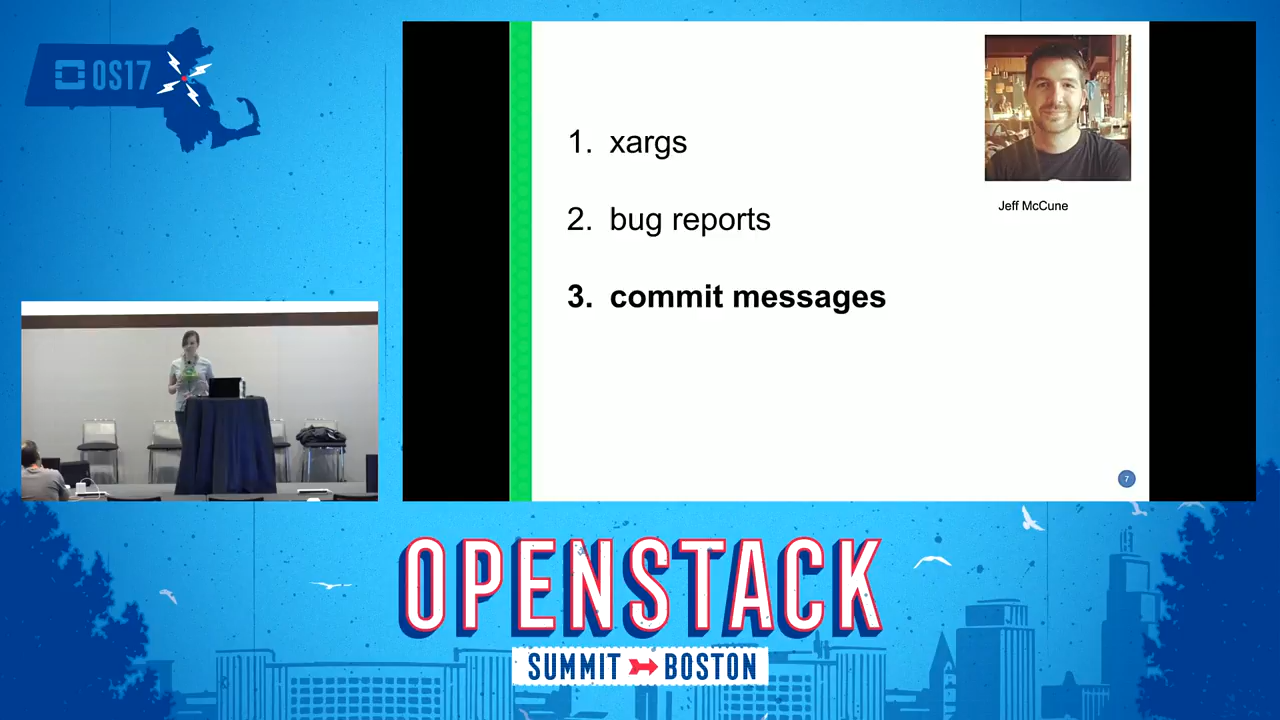 OS17
1. xargs
2. bug reports
3. commit messages
Jeff McCune
7
OPENSTACK
SUMMIT BOSTON